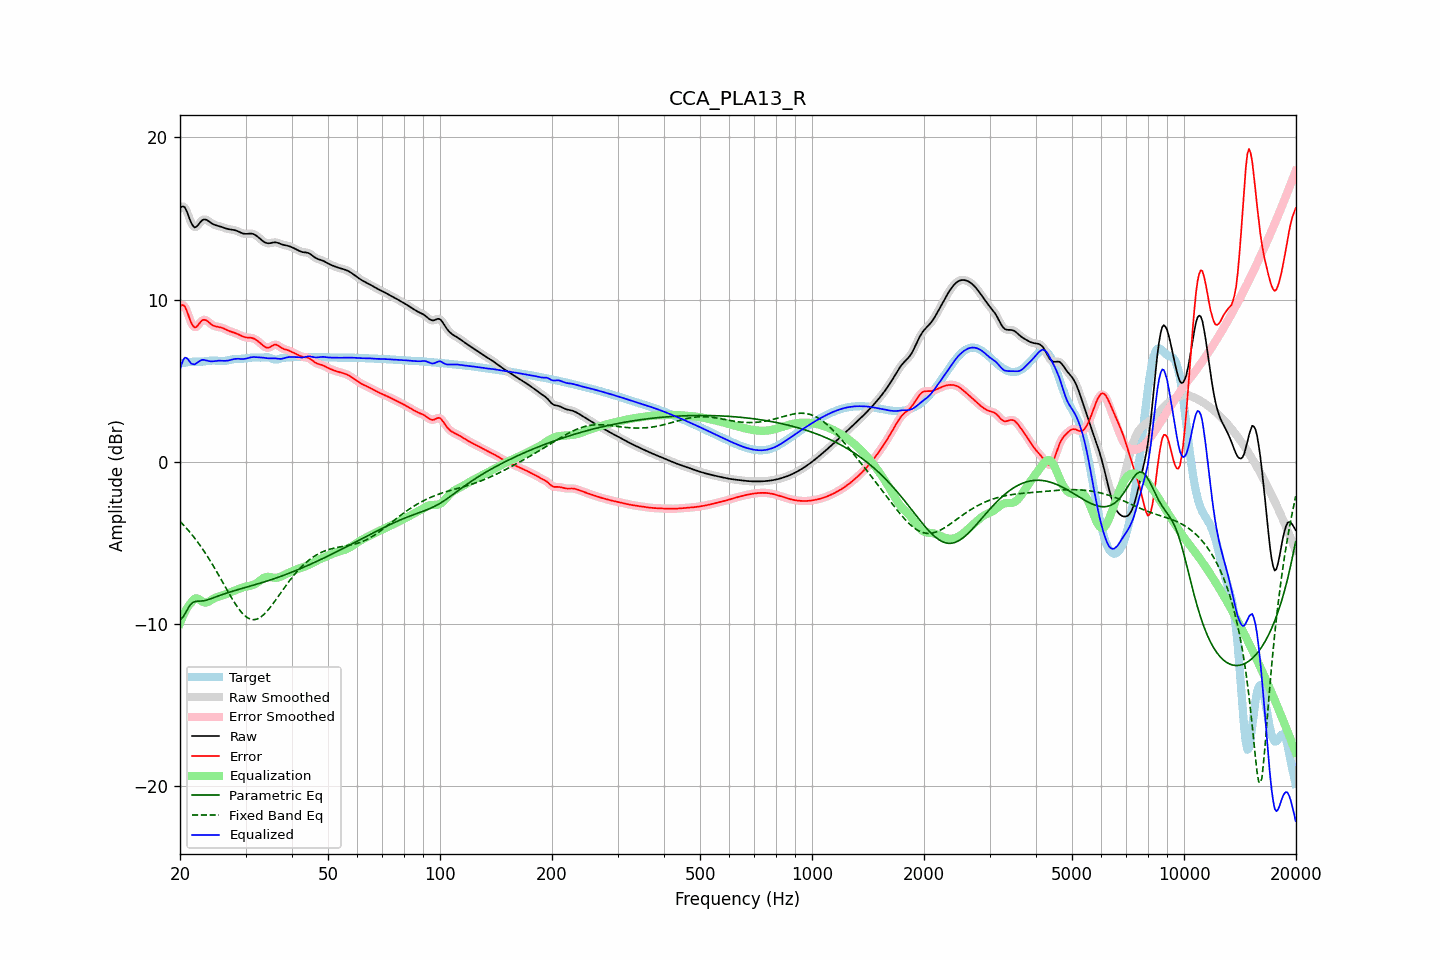 CCA_PLA13_R
Amplitude (dBr)
20
10
0
−10
−20
Target
Raw Smoothed
Error Smoothed
Raw
Error
Equalization
Parametric Eq
Fixed Band Eq
Equalized
20 50 100 200 500 1000 2000 5000 10000 20000
Frequency (Hz)